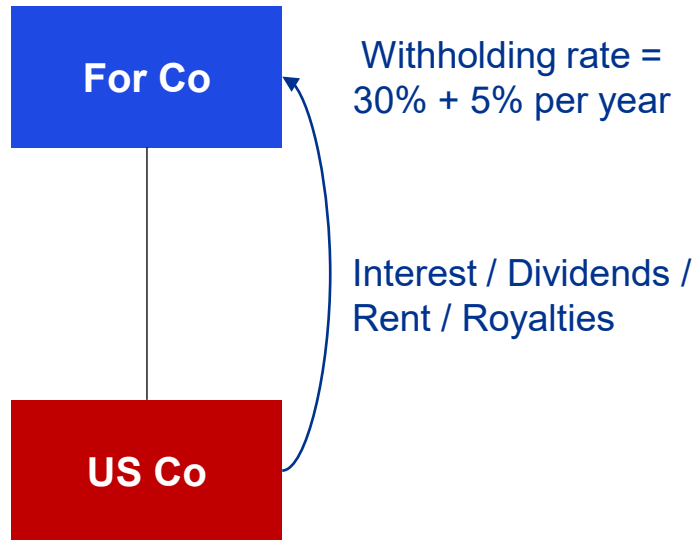 For Co
Withholding rate =
30% + 5% per year
Interest / Dividends /
Rent / Royalties
US Co